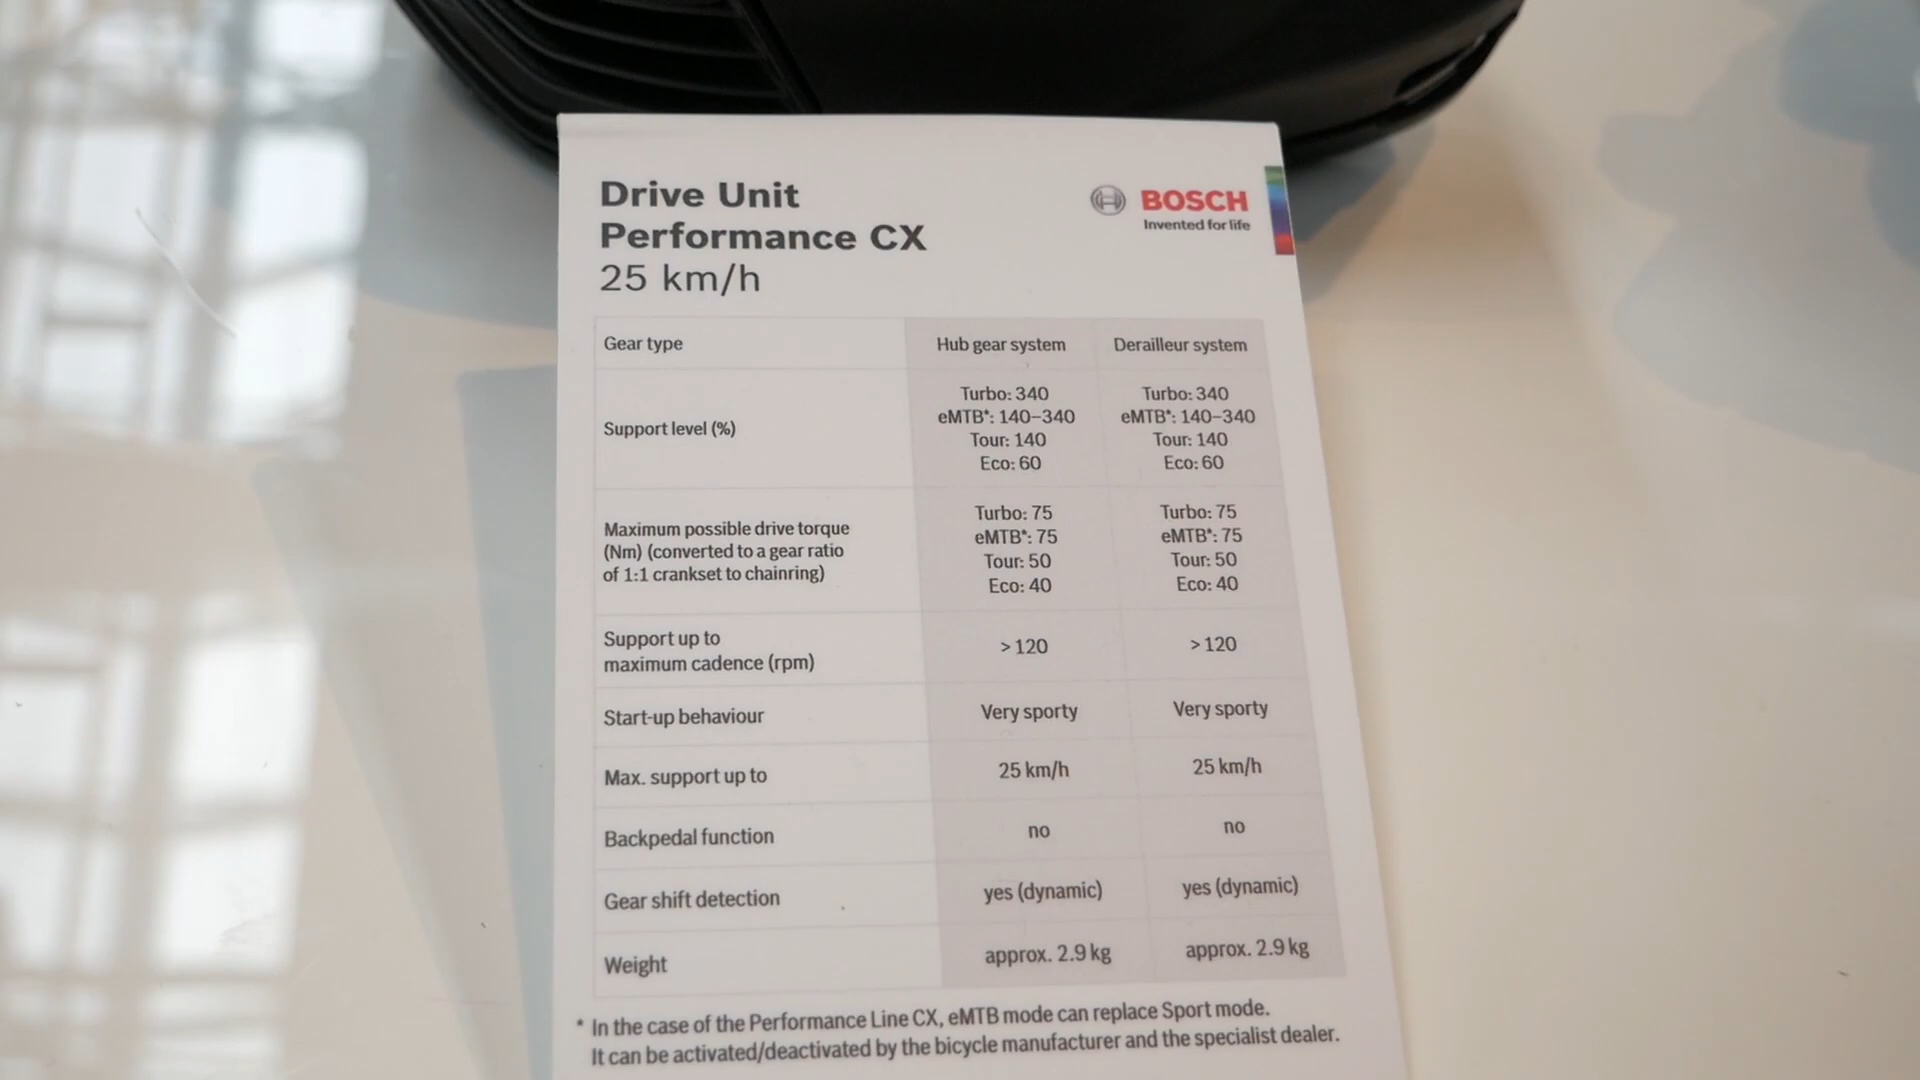 Drive Unit
Performance CX
25 km/h
BOSCH
Invented for life
Gear type Hub gear system Derailleur system
Support level (%)
Turbo: 340 Turbo: 340
eMTB*: 140–340 eMTB*: 140–340
Tour: 140 Tour: 140
Eco: 60 Eco: 60
Maximum possible drive torque
(Nm) (converted to a gear ratio
of 1:1 crankset to chainring)
Turbo: 75 Turbo: 75
eMTB*: 75 eMTB*: 75
Tour: 50 Tour: 50
Eco: 40 Eco: 40
Support up to
maximum cadence (rpm) > 120 > 120
Start-up behaviour Very sporty Very sporty
Max. support up to 25 km/h 25 km/h
Backpedal function no no
Gear shift detection yes (dynamic) yes (dynamic)
Weight approx. 2.9 kg approx. 2.9 kg
* In the case of the Performance Line CX, eMTB mode can replace Sport mode.
It can be activated/deactivated by the bicycle manufacturer and the specialist dealer.